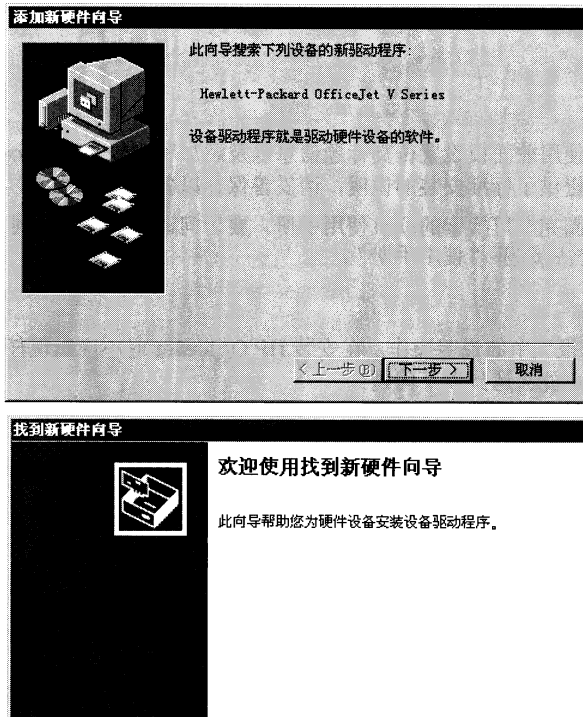 添加新硬件向导
此向导搜索下列设备的新驱动程序：
Hewlett-Packard OfficeJet V Series
设备驱动程序就是驱动硬件设备的软件。
< 上一步(B) 下一步 > 取消
找到新硬件向导
欢迎使用找到新硬件向导
此向导帮助您为硬件设备安装设备驱动程序。